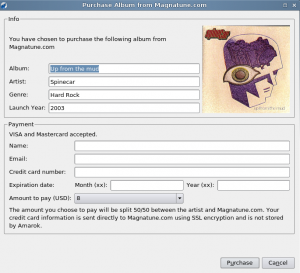 Purchase Album from Magnatune.com
Info
You have chosen to purchase the following album from
Magnatune.com
Album: Up from the mud
Artist: Spinecar
Genre: Hard Rock
Launch Year: 2003
Payment
VISA and Mastercard accepted.
Name:
Email:
Credit card number:
Expiration date: Month (xx): Year (xx):
Amount to pay (USD): 8
The amount you choose to pay will be split 50/50 between the artist and Magnatune.com. Your
credit card information is sent directly to Magnatune.com using SSL encryption and is not stored
by Amarok.
Purchase Cancel